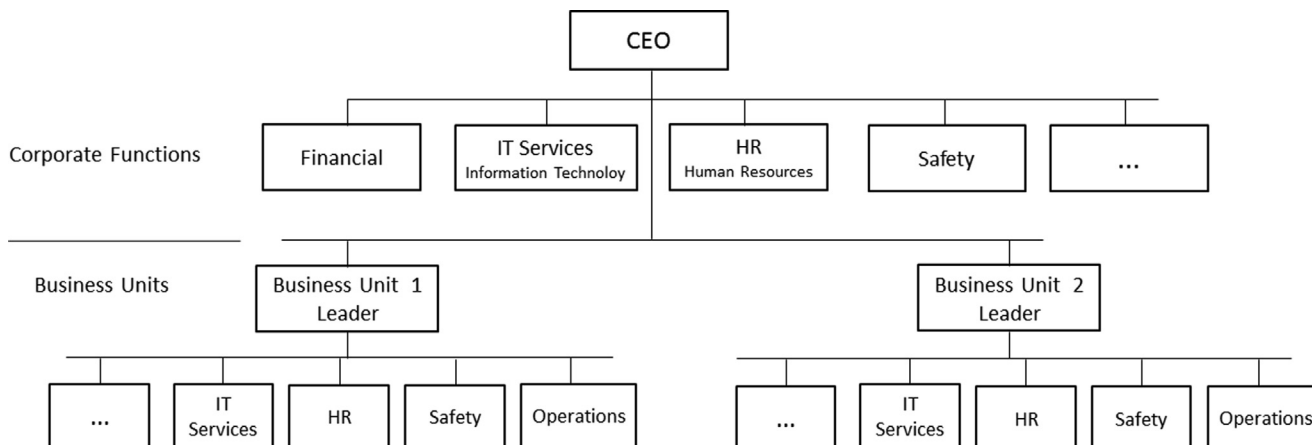 CEO
Corporate Functions
Financial
IT Services
Information Technoloy
HR
Human Resources
Safety
...
Business Units
Business Unit 1
Leader
Business Unit 2
Leader
...
IT
Services
HR
Safety
Operations
...
IT
Services
HR
Safety
Operations